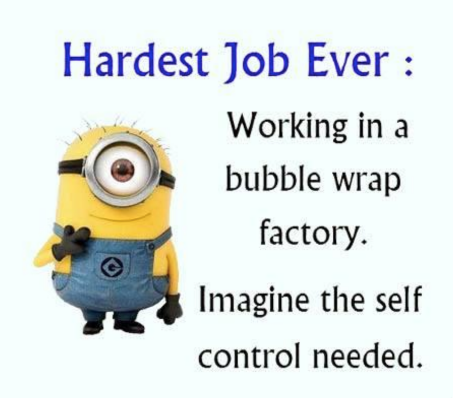 Hardest Job Ever :
Working in a
bubble wrap
factory.
Imagine the self
control needed.